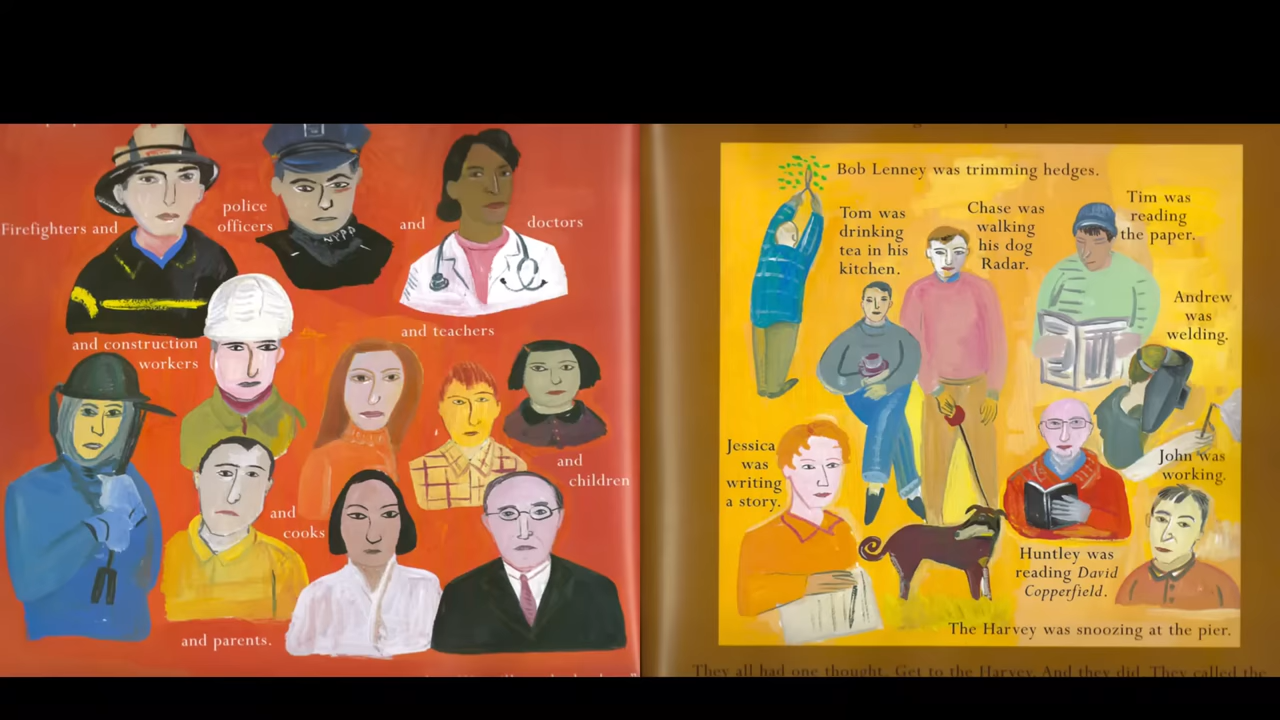 Firefighters and
police
officers
NYPD
and
doctors
and construction
workers
and teachers
and
children
and
cooks
and parents.
Bob Lenney was trimming hedges.
Tom was
drinking
tea in his
kitchen.
Chase was
walking
his dog
Radar.
Tim was
reading
the paper.
Andrew
was
welding.
Jessica
was
writing
a story.
John was
working.
Huntley was
reading David
Copperfield.
The Harvey was snoozing at the pier.
They all had one thought. Get to the Harvey. And they did. They called the